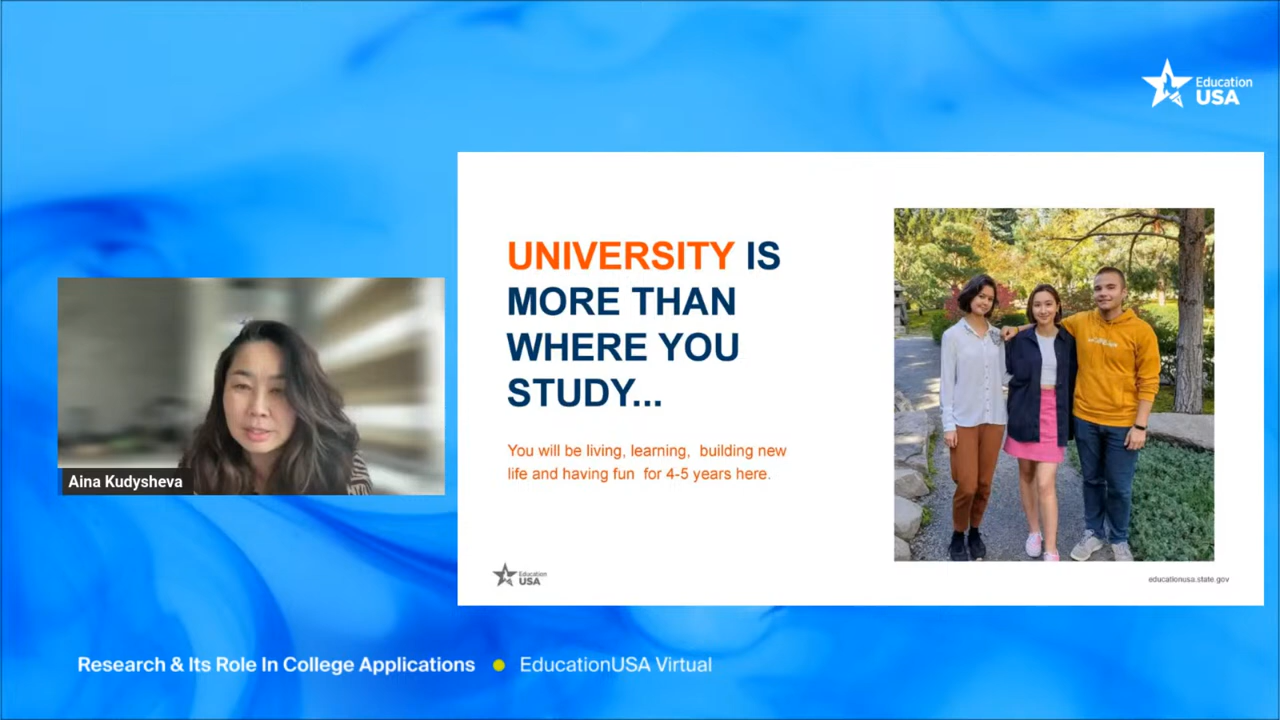 Education
USA
UNIVERSITY IS
MORE THAN
WHERE YOU
STUDY...
You will be living, learning, building new
life and having fun for 4-5 years here.
Aina Kudysheva
Education
USA
educationusa.state.gov
Research & Its Role In College Applications
EducationUSA Virtual